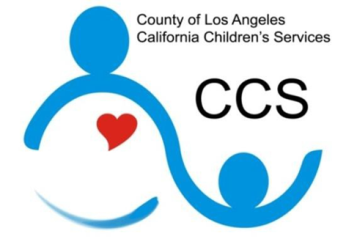 County of Los Angeles
California Children's Services
CCS